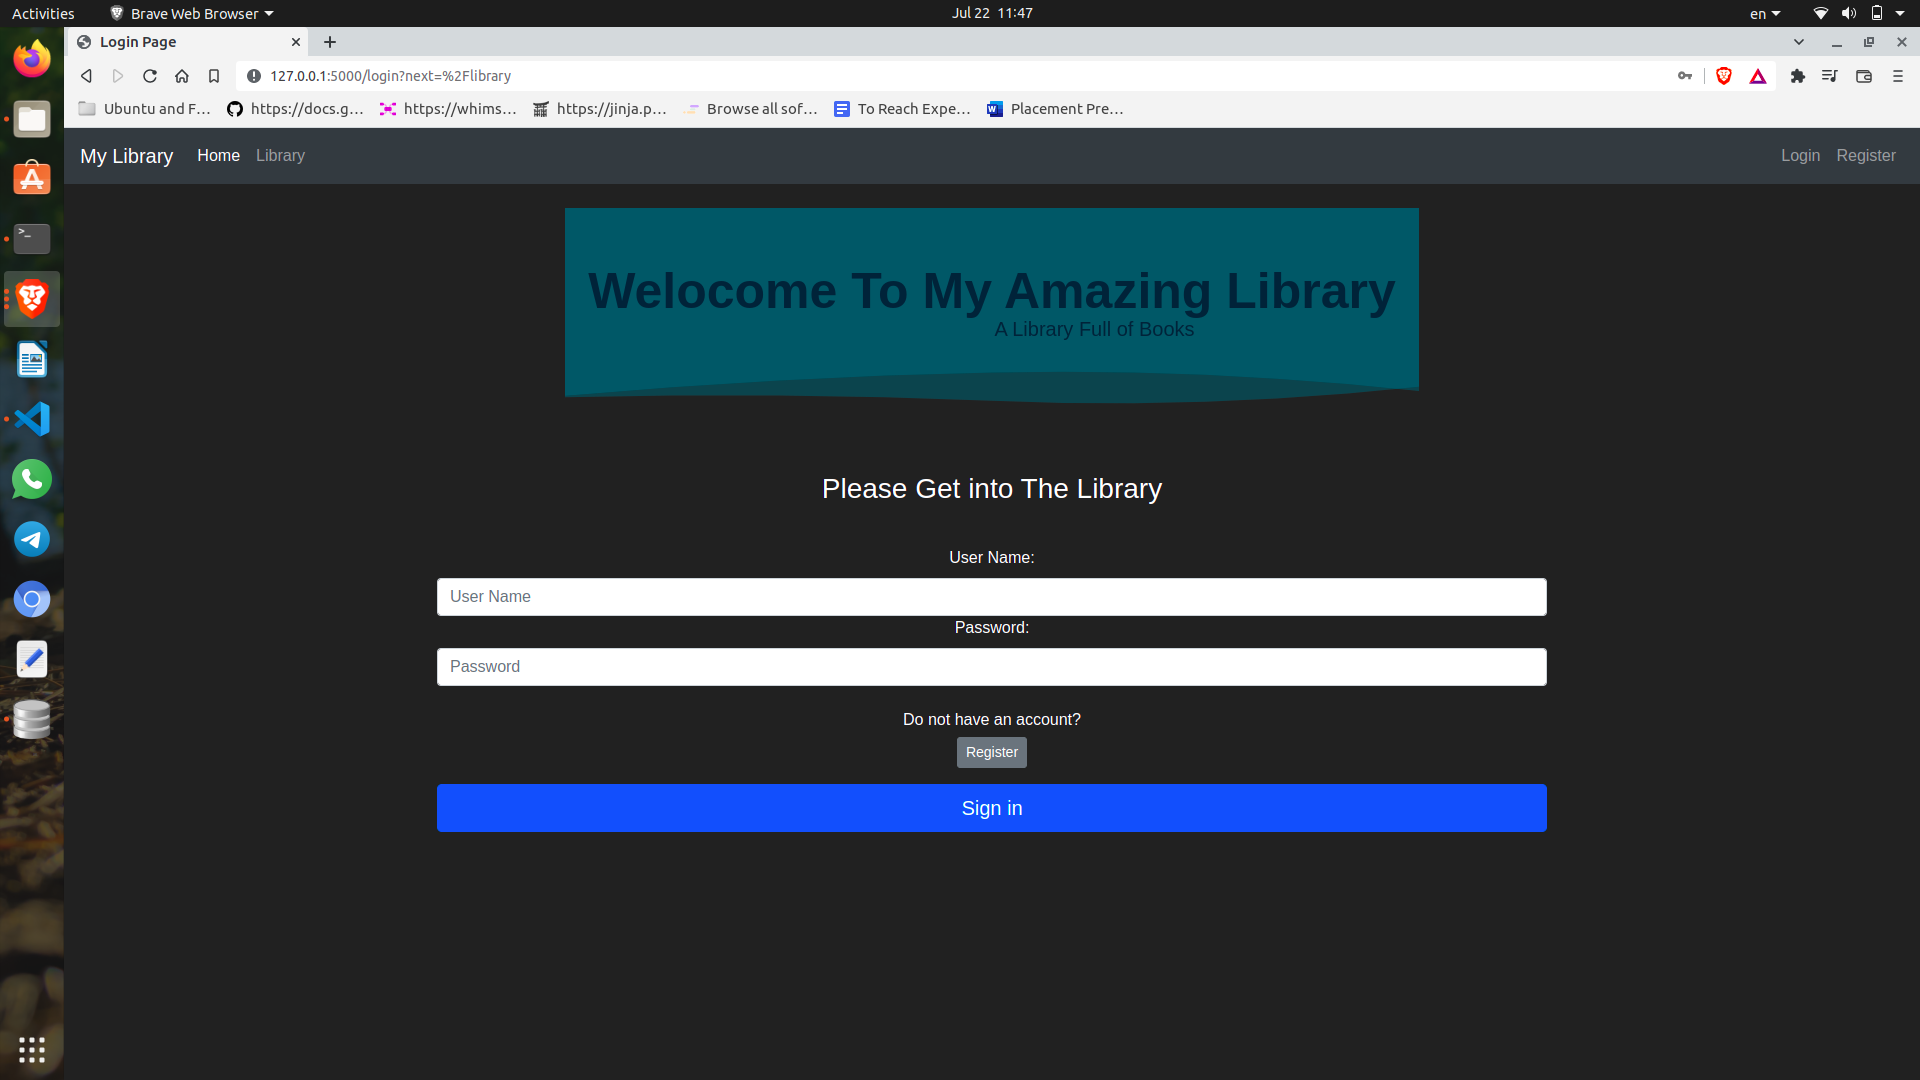 Activities Brave Web Browser Jul 22 11:47 en
Login Page
127.0.0.1:5000/login?next=%2Flibrary
Ubuntu and F… https://docs.g… https://whims… https://jinja.p… Browse all sof… To Reach Expe… W Placement Pre…
My Library Home Library Login Register
Welocome To My Amazing Library
A Library Full of Books
Please Get into The Library
User Name:
User Name
Password:
Password
Do not have an account?
Register
Sign in